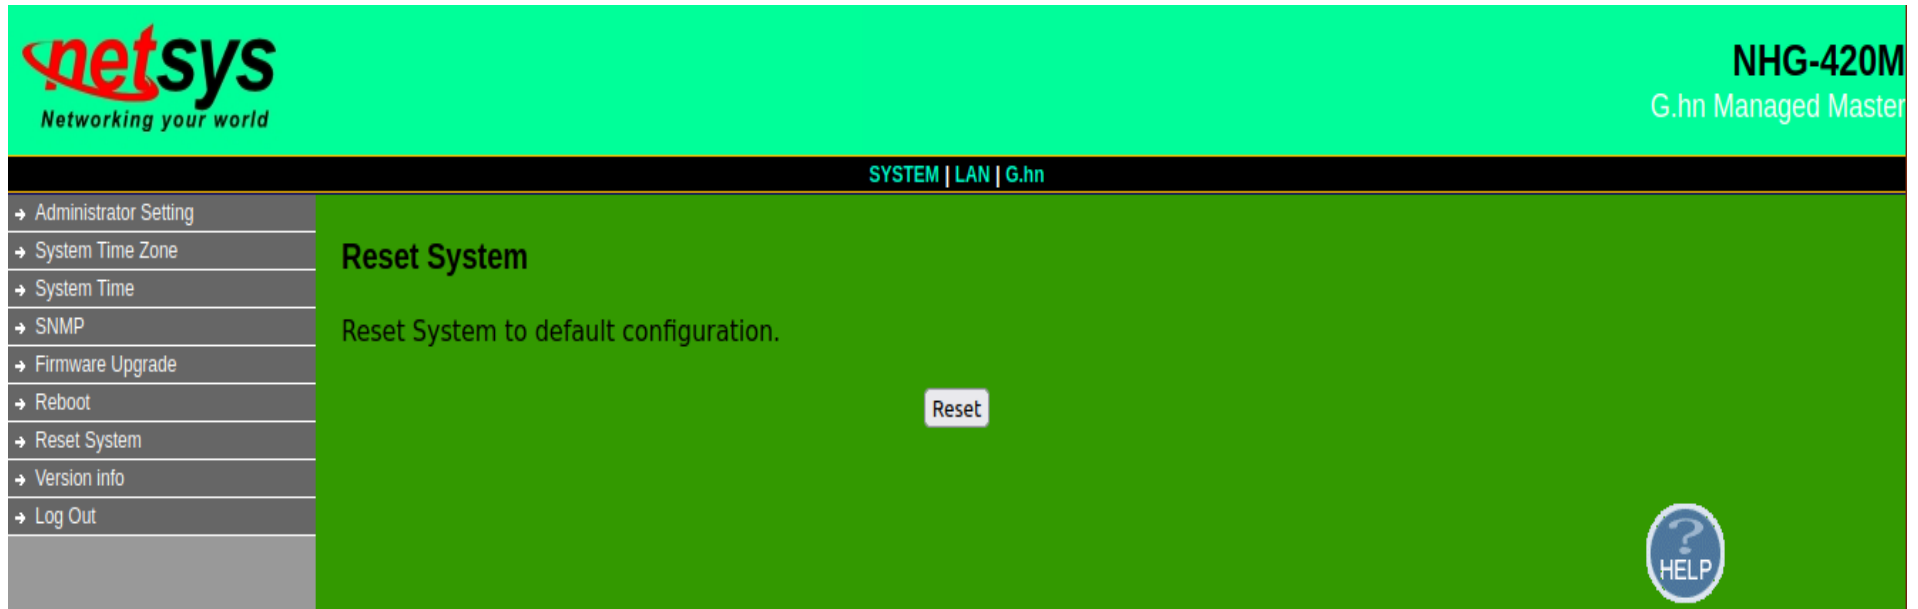 netsys
Networking your world
NHG-420M
G.hn Managed Master
SYSTEM | LAN | G.hn
Administrator Setting
System Time Zone
System Time
SNMP
Firmware Upgrade
Reboot
Reset System
Version info
Log Out
Reset System
Reset System to default configuration.
Reset
?
HELP